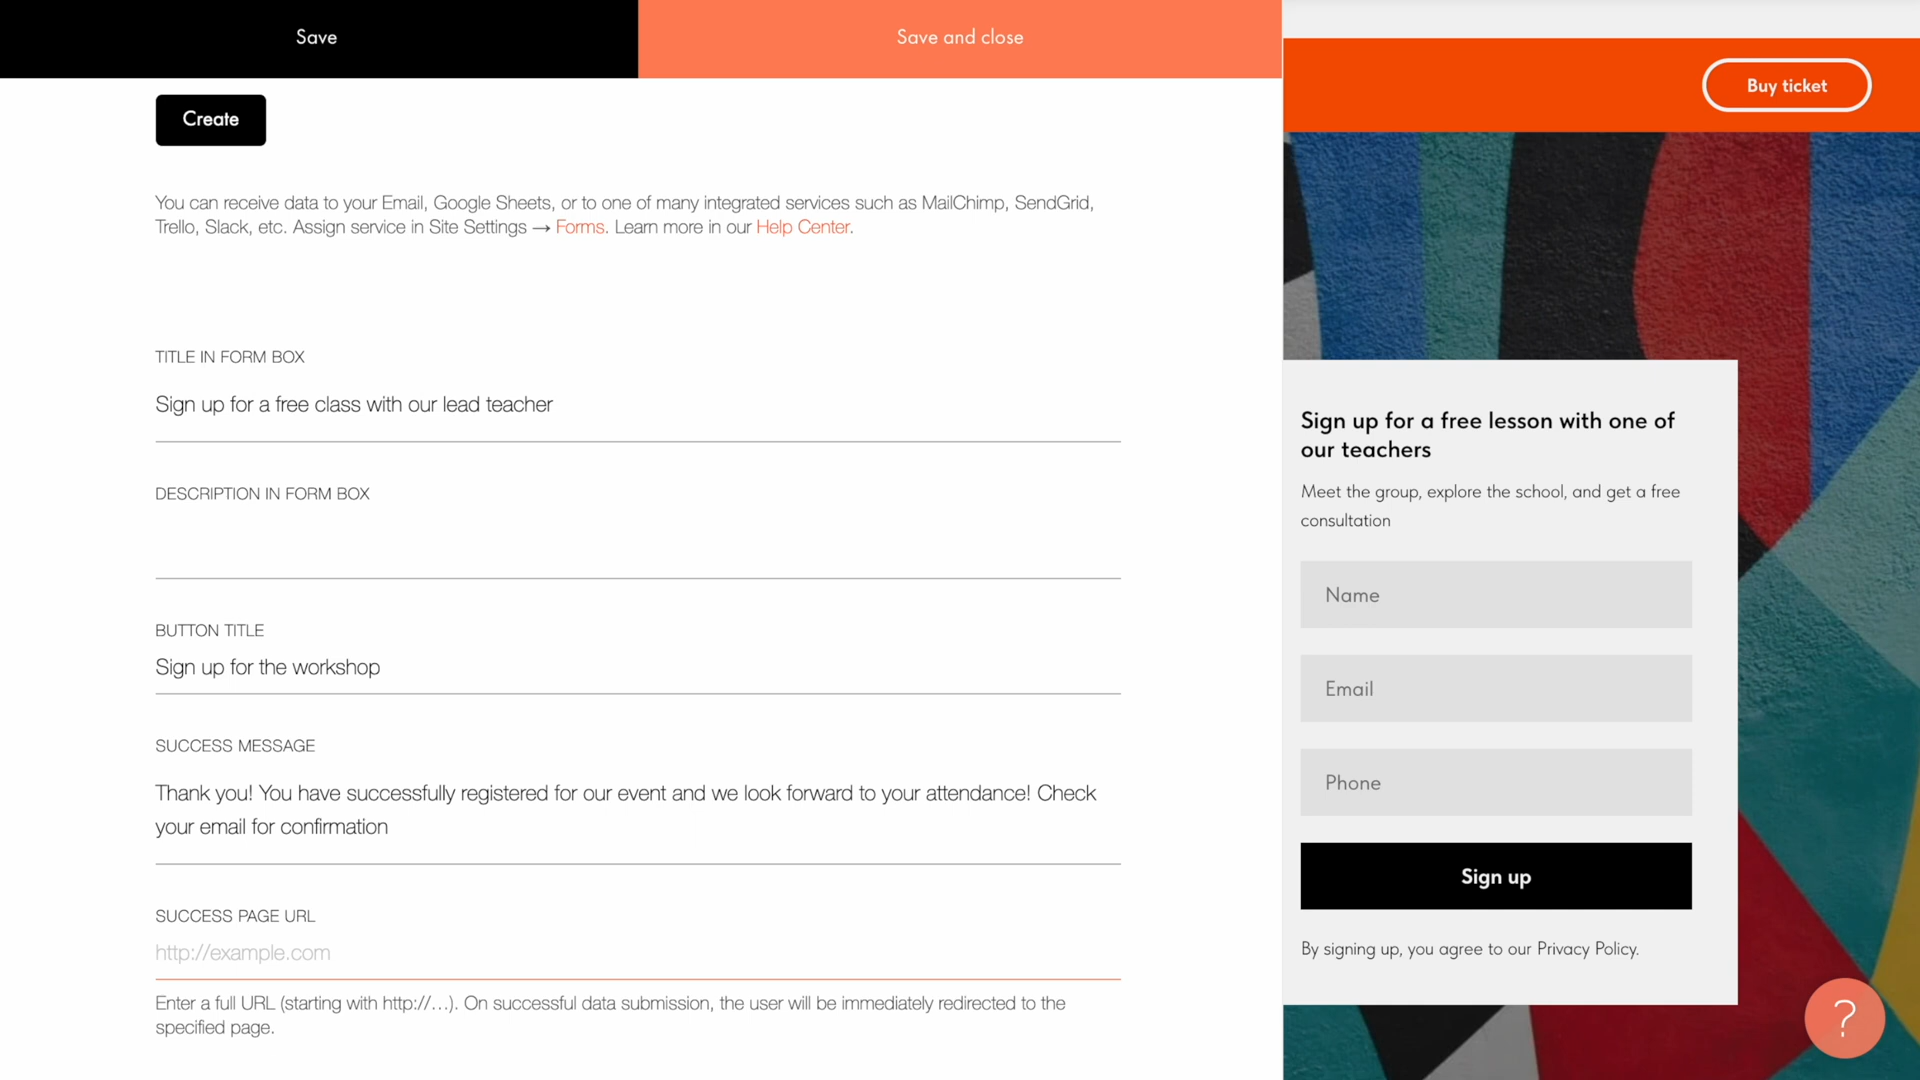 Save
Save and close
Create
You can receive data to your Email, Google Sheets, or to one of many integrated services such as MailChimp, SendGrid,
Trello, Slack, etc. Assign service in Site Settings → Forms. Learn more in our Help Center.
TITLE IN FORM BOX
Sign up for a free class with our lead teacher
DESCRIPTION IN FORM BOX
BUTTON TITLE
Sign up for the workshop
SUCCESS MESSAGE
Thank you! You have successfully registered for our event and we look forward to your attendance! Check
your email for confirmation
SUCCESS PAGE URL
http://example.com
Enter a full URL (starting with http://...). On successful data submission, the user will be immediately redirected to the
specified page.
Buy ticket
Sign up for a free lesson with one of
our teachers
Meet the group, explore the school, and get a free
consultation
Name
Email
Phone
Sign up
By signing up, you agree to our Privacy Policy.
?